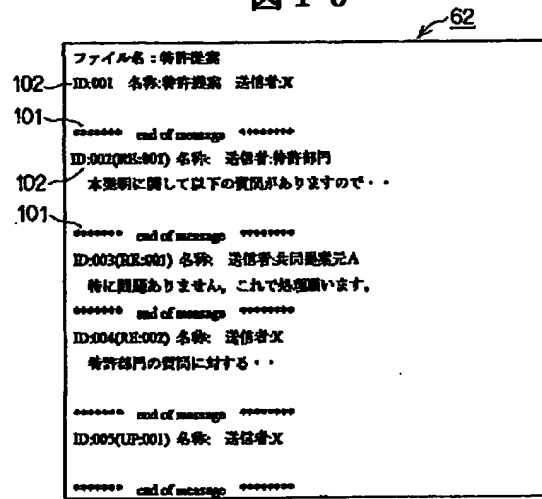 図10
62
ファイル名:特許提案
102 ID:001 名称:特許提案 送信者:X
101
******* end of message ********
ID:002(RE:001) 名称: 送信者:特許部門
102
本発明に関して以下の質問がありますので・・
101
******* end of message ********
ID:003(RE:001) 名称: 送信者:共同提案元A
特に問題ありません。これで処理願います。
******* end of message ********
ID:004(RE:002) 名称: 送信者:X
特許部門の質問に対する・・
******* end of message ********
ID:005(UP:001) 名称: 送信者:X
******* end of message ********